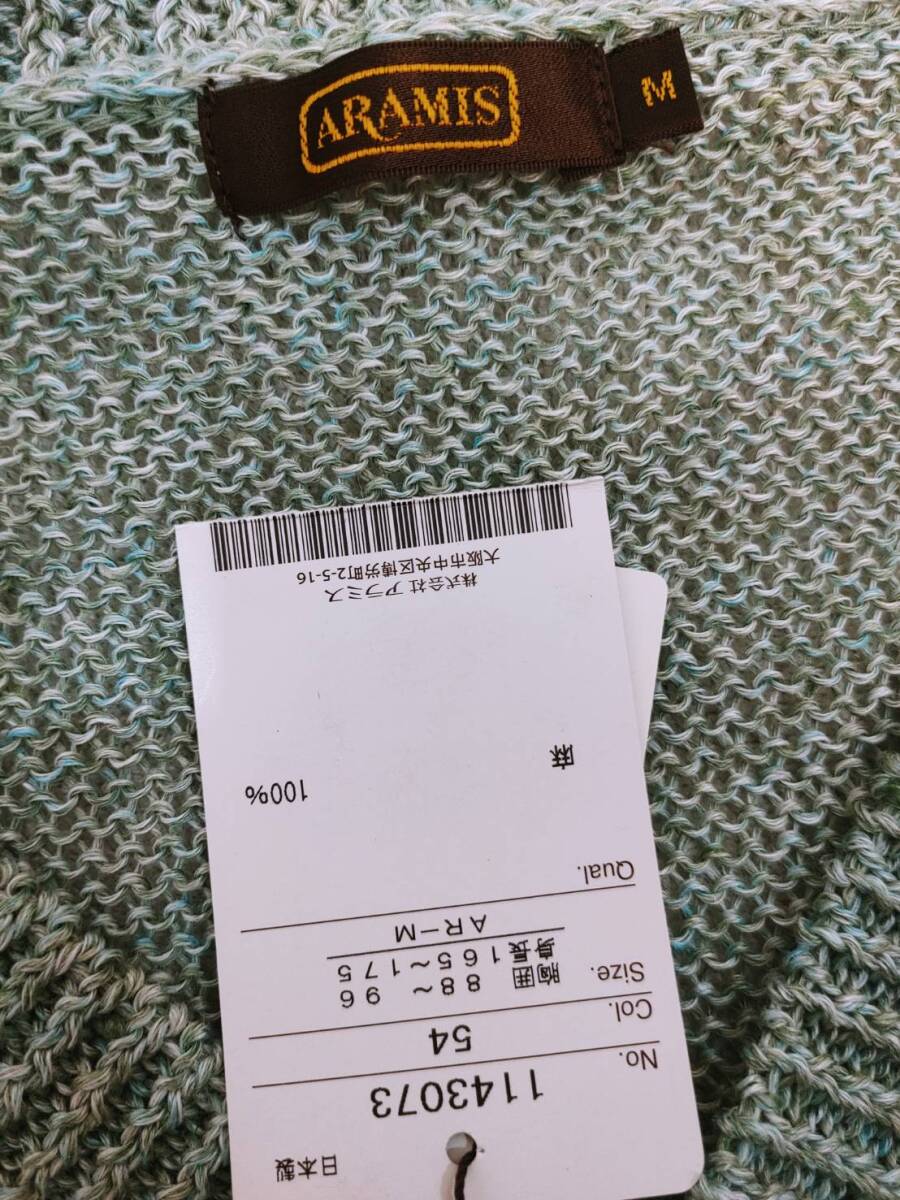 ARAMIS
M
日本製
No. 1143073
Col. 54
Size. 胸囲 88〜 96
身長165〜175
AR−M
Qual.
麻 100%
株式会社 アラミス
大阪市中央区博労町2-5-16